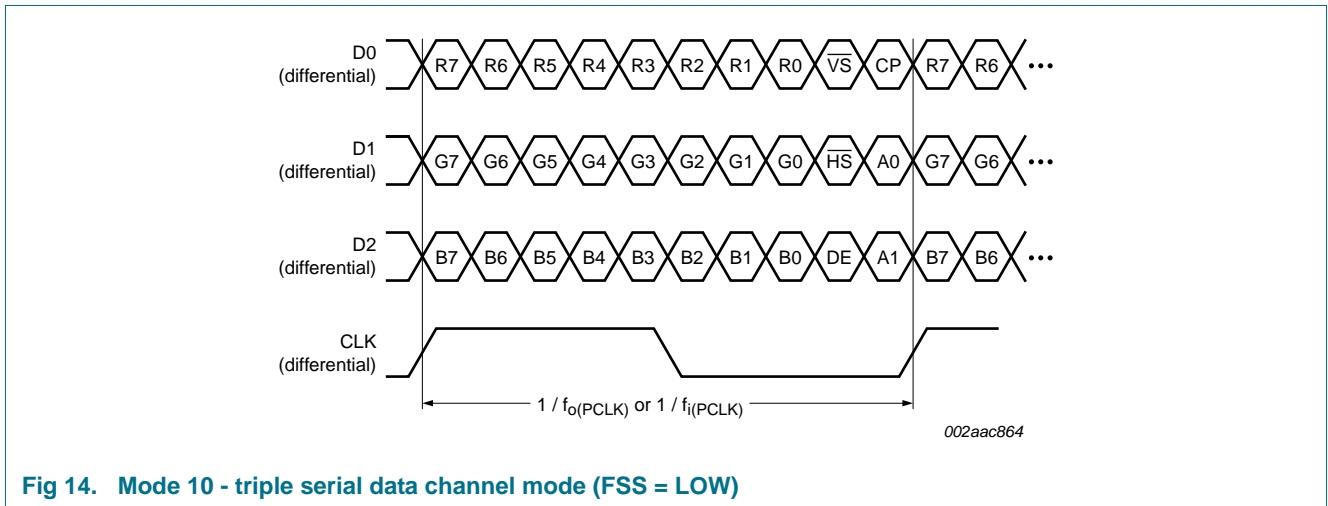 D0
(differential)
R7 R6 R5 R4 R3 R2 R1 R0 V̅S̅ CP R7 R6 •••
D1
(differential)
G7 G6 G5 G4 G3 G2 G1 G0 H̅S̅ A0 G7 G6 •••
D2
(differential)
B7 B6 B5 B4 B3 B2 B1 B0 DE A1 B7 B6 •••
CLK
(differential)
1 / fo(PCLK) or 1 / fi(PCLK)
002aac864
Fig 14. Mode 10 - triple serial data channel mode (FSS = LOW)